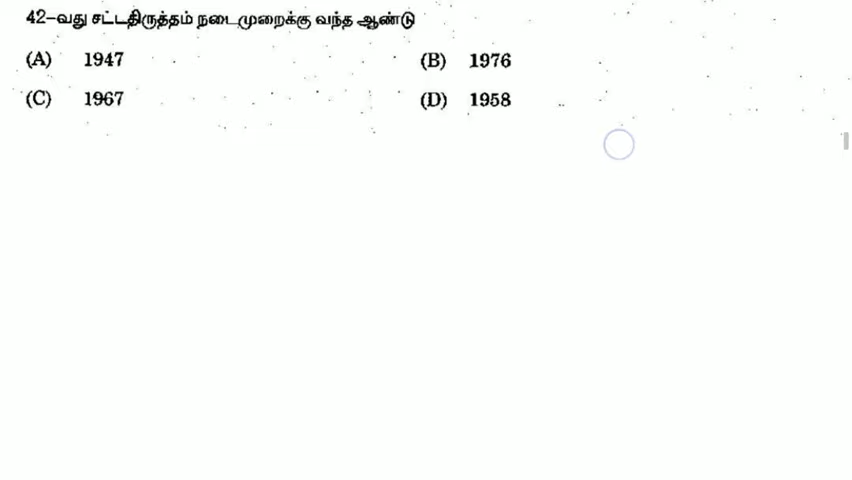 42–வது சட்டதிருத்தம் நடைமுறைக்கு வந்த ஆண்டு
(A) 1947 (B) 1976
(C) 1967 (D) 1958